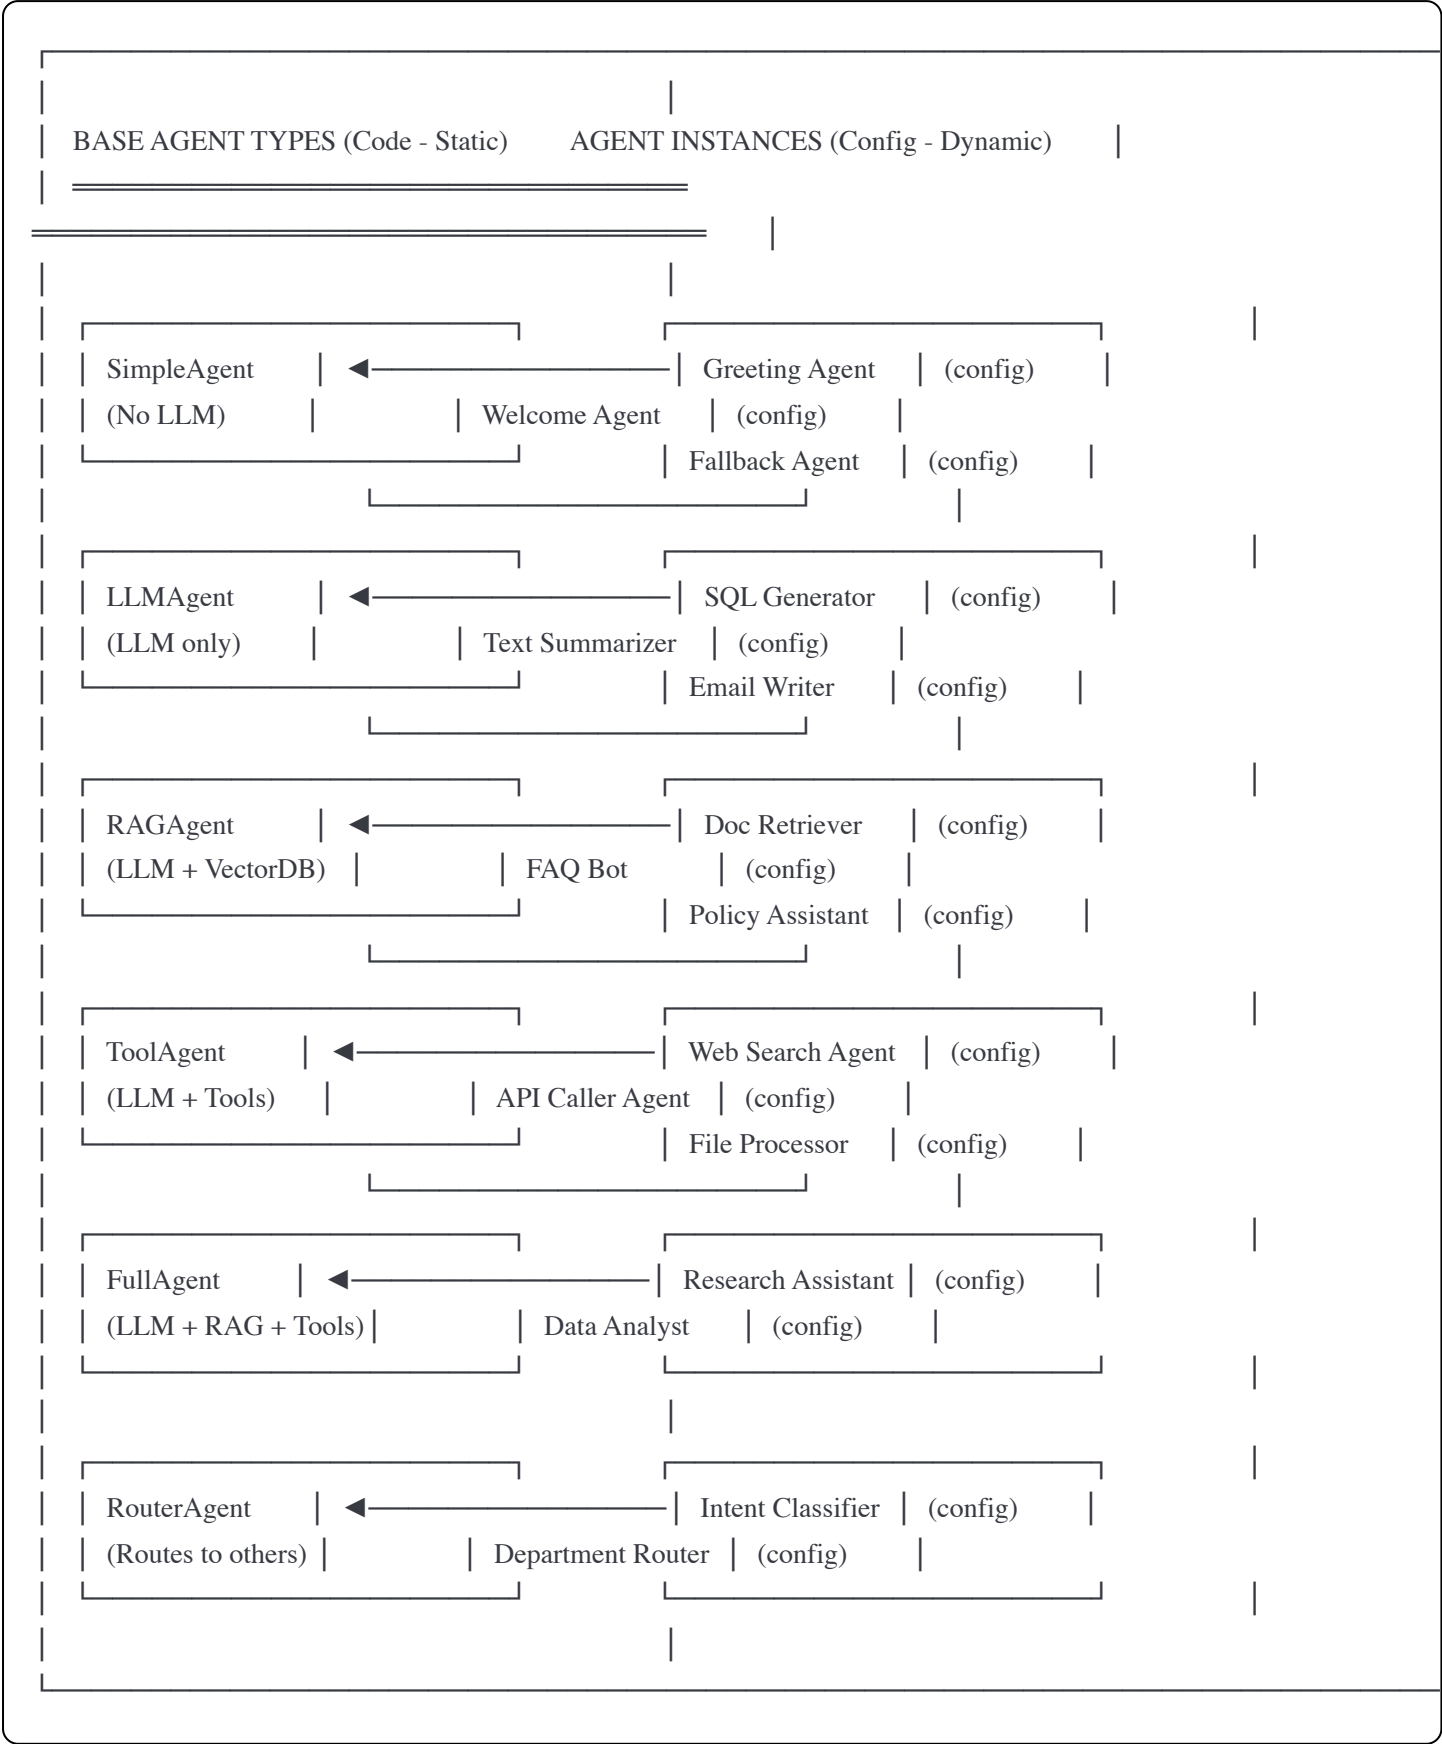 BASE AGENT TYPES (Code - Static) AGENT INSTANCES (Config - Dynamic)
SimpleAgent Greeting Agent (config)
(No LLM) Welcome Agent (config)
Fallback Agent (config)
LLMAgent SQL Generator (config)
(LLM only) Text Summarizer (config)
Email Writer (config)
RAGAgent Doc Retriever (config)
(LLM + VectorDB) FAQ Bot (config)
Policy Assistant (config)
ToolAgent Web Search Agent (config)
(LLM + Tools) API Caller Agent (config)
File Processor (config)
FullAgent Research Assistant (config)
(LLM + RAG + Tools) Data Analyst (config)
RouterAgent Intent Classifier (config)
(Routes to others) Department Router (config)